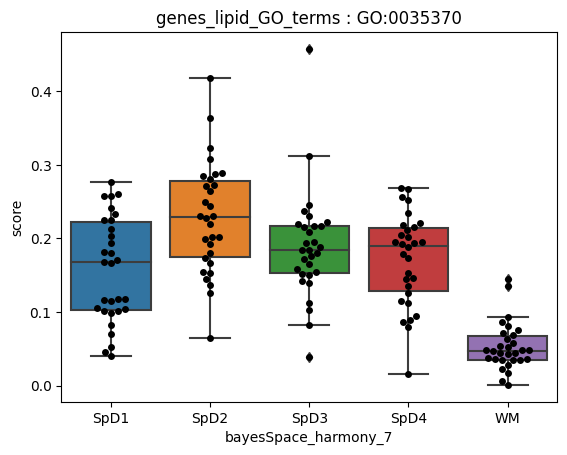 genes_lipid_GO_terms : GO:0035370
score
0.4
0.3
0.2
0.1
0.0
SpD1 SpD2 SpD3 SpD4 WM
bayesSpace_harmony_7